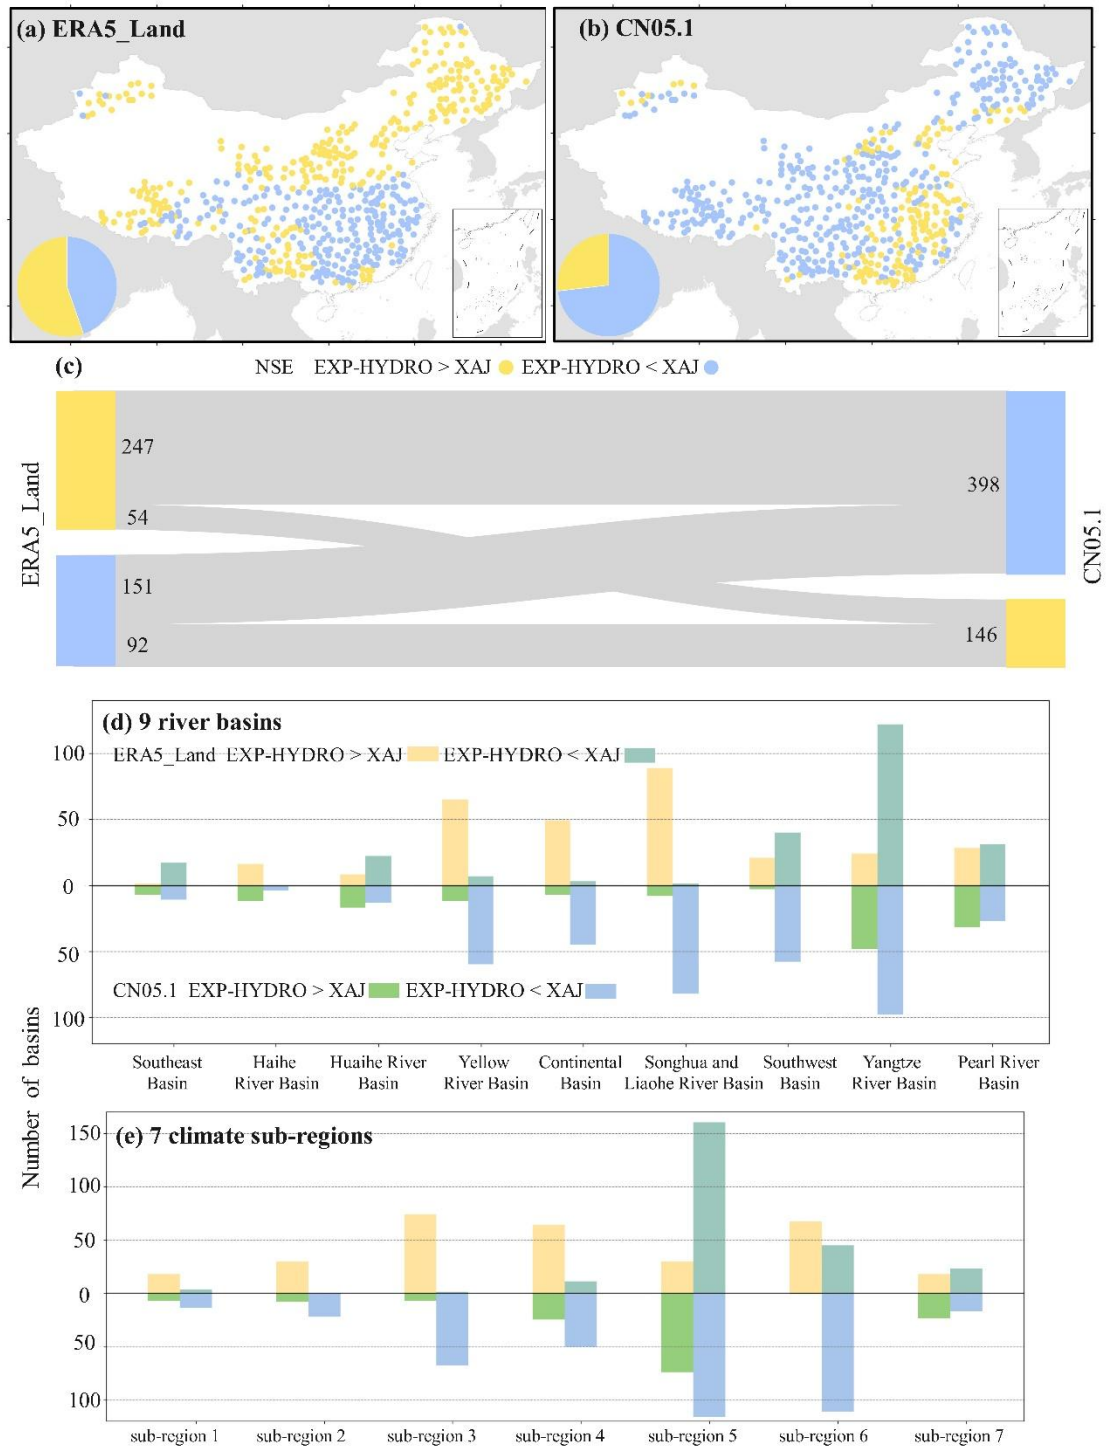 (a) ERA5_Land
(b) CN05.1
(c)
NSE EXP-HYDRO > XAJ EXP-HYDRO < XAJ
ERA5_Land
247
54
151
92
398
146
CN05.1
Number of basins
(d) 9 river basins
ERA5_Land EXP-HYDRO > XAJ EXP-HYDRO < XAJ
100
50
0
50
100
CN05.1 EXP-HYDRO > XAJ EXP-HYDRO < XAJ
Southeast Basin
Haihe River Basin
Huaihe River Basin
Yellow River Basin
Continental Basin
Songhua and Liaohe River Basin
Southwest Basin
Yangtze River Basin
Pearl River Basin
(e) 7 climate sub-regions
150
100
50
0
50
100
sub-region 1 sub-region 2 sub-region 3 sub-region 4 sub-region 5 sub-region 6 sub-region 7